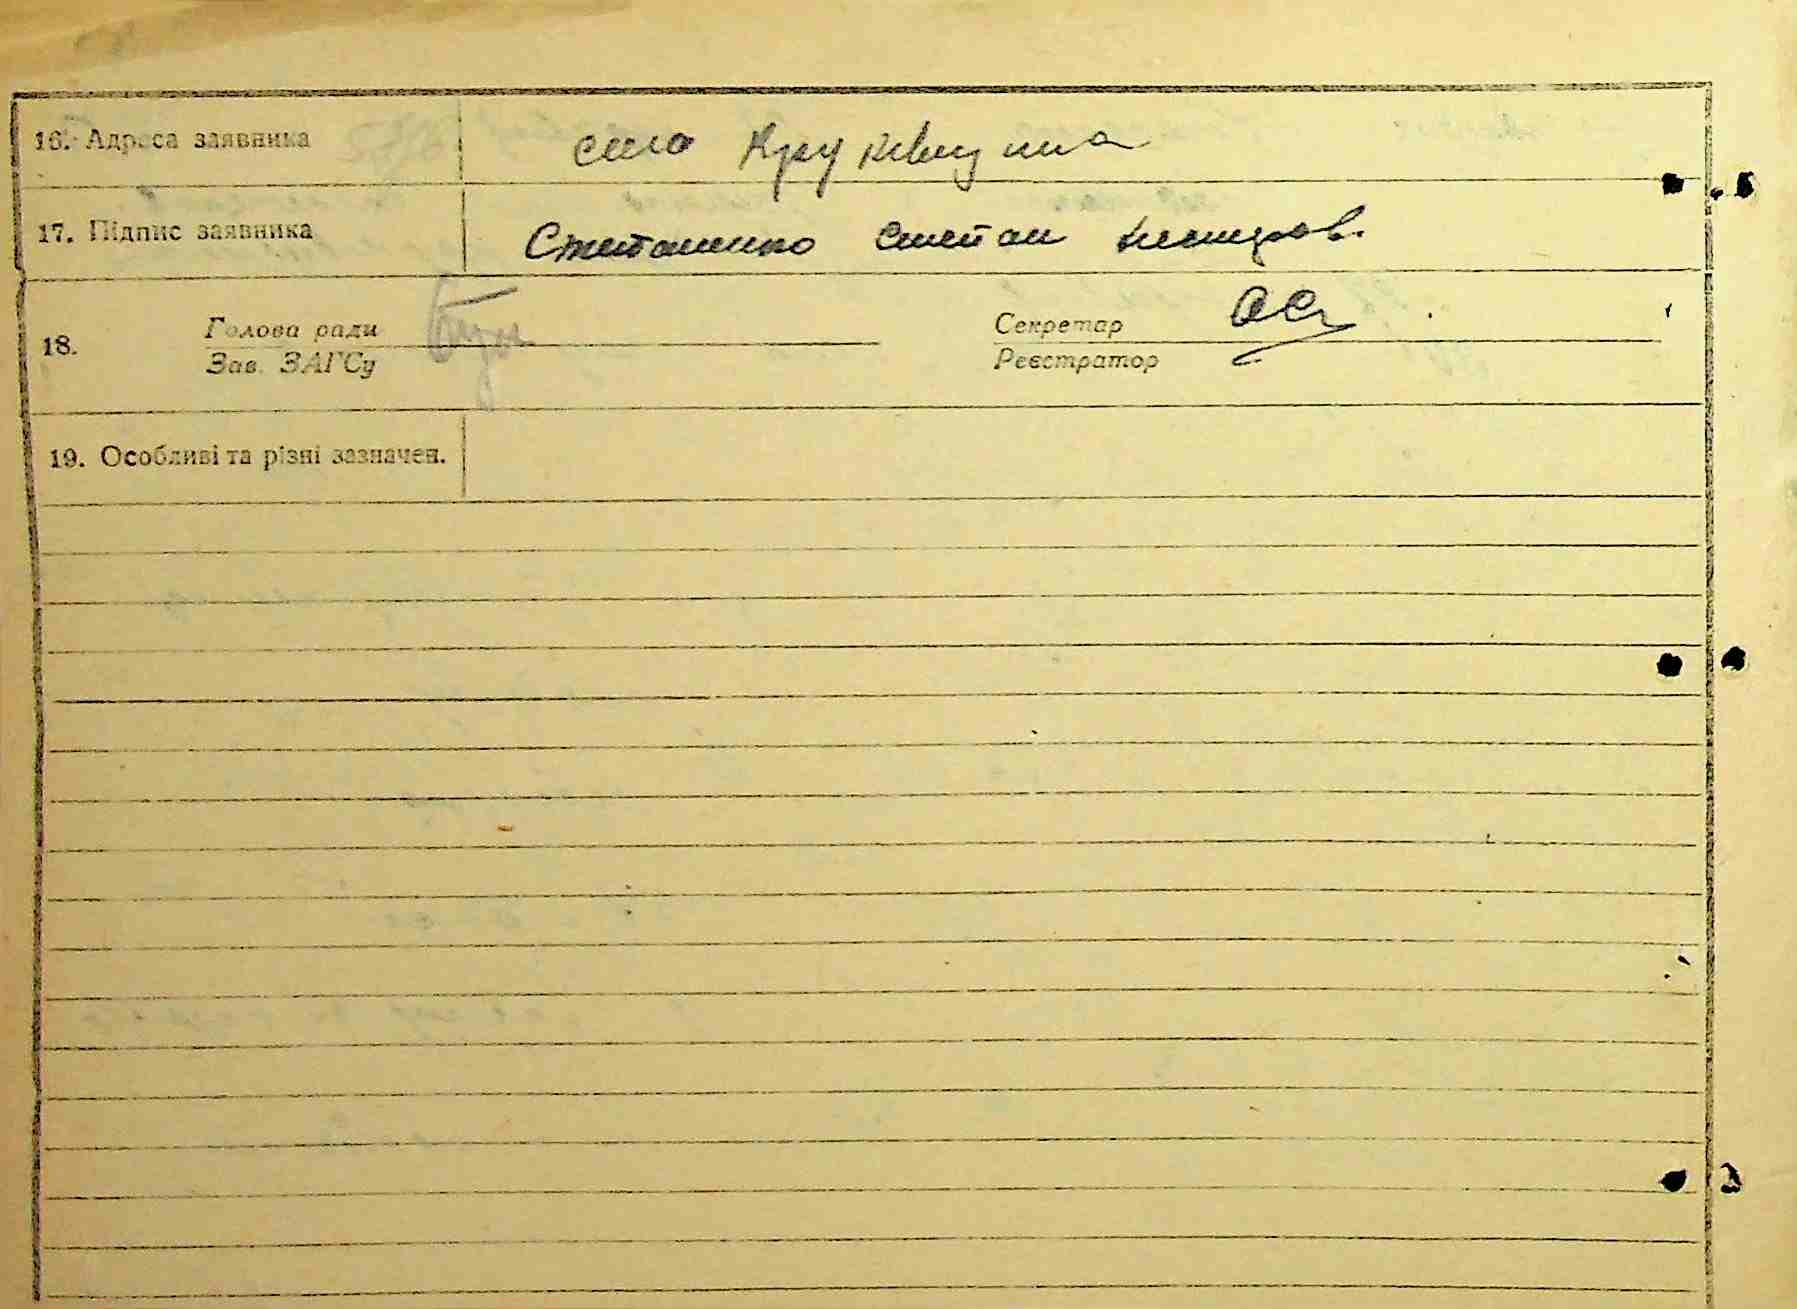 16. Адреса заявника село Круківщина
17. Підпис заявника Степаненко Степан
18. Голова ради Секретар
Зав. ЗАГСу Реєстратор
19. Особливі та різні зазначен.